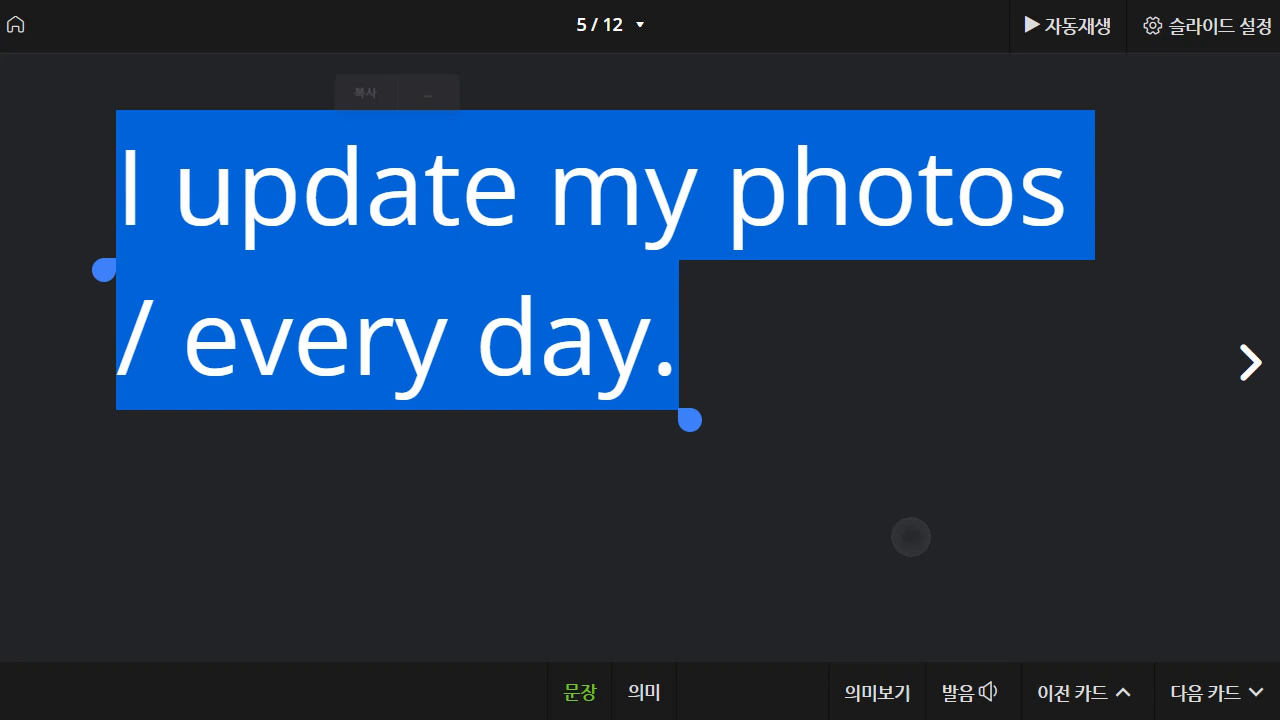 5 / 12
자동재생
슬라이드 설정
복사
I update my photos
/ every day.
문장
의미
의미보기
발음
이전 카드
다음 카드